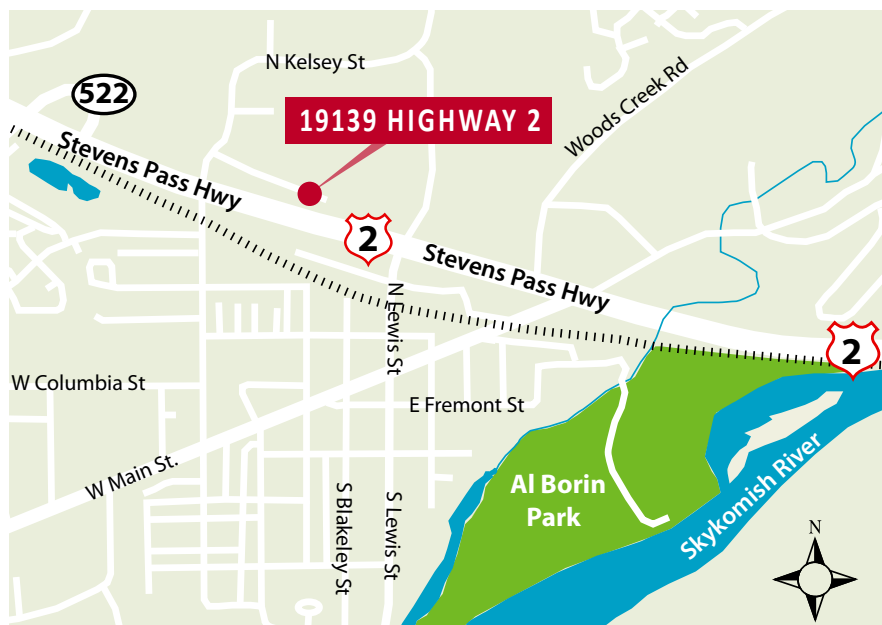 N Kelsey St
522
Woods Creek Rd
19139 HIGHWAY 2
Stevens Pass Hwy
2
Stevens Pass Hwy
N Lewis St
2
W Columbia St
E Fremont St
W Main St.
S Blakeley St
S Lewis St
Al Borin
Park
Skykomish River
N